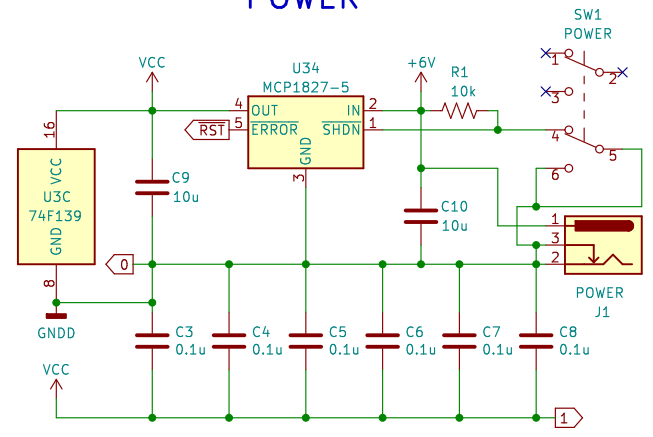 POWER
SW1
POWER
VCC
U34
MCP1827-5
+6V
R1
10k
1
2
3
4 OUT
IN 2
5 ERROR
SHDN 1
GND
3
RST
4
5
6
16
VCC
U3C
74F139
GND
8
C9
10u
C10
10u
1
3
2
POWER
J1
0
GNDD
C3
0.1u
C4
0.1u
C5
0.1u
C6
0.1u
C7
0.1u
C8
0.1u
VCC
1